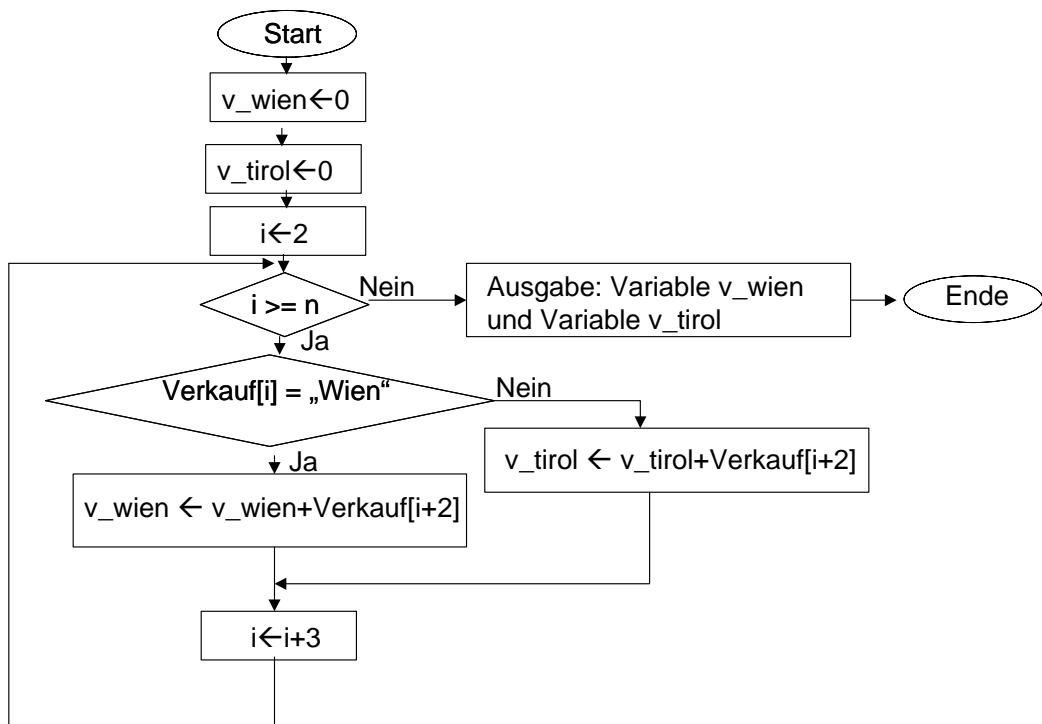 Start
v_wien←0
v_tirol←0
i←2
i >= n
Nein
Ausgabe: Variable v_wien
und Variable v_tirol
Ende
Ja
Verkauf[i] = „Wien“
Nein
v_tirol ← v_tirol+Verkauf[i+2]
Ja
v_wien ← v_wien+Verkauf[i+2]
i←i+3